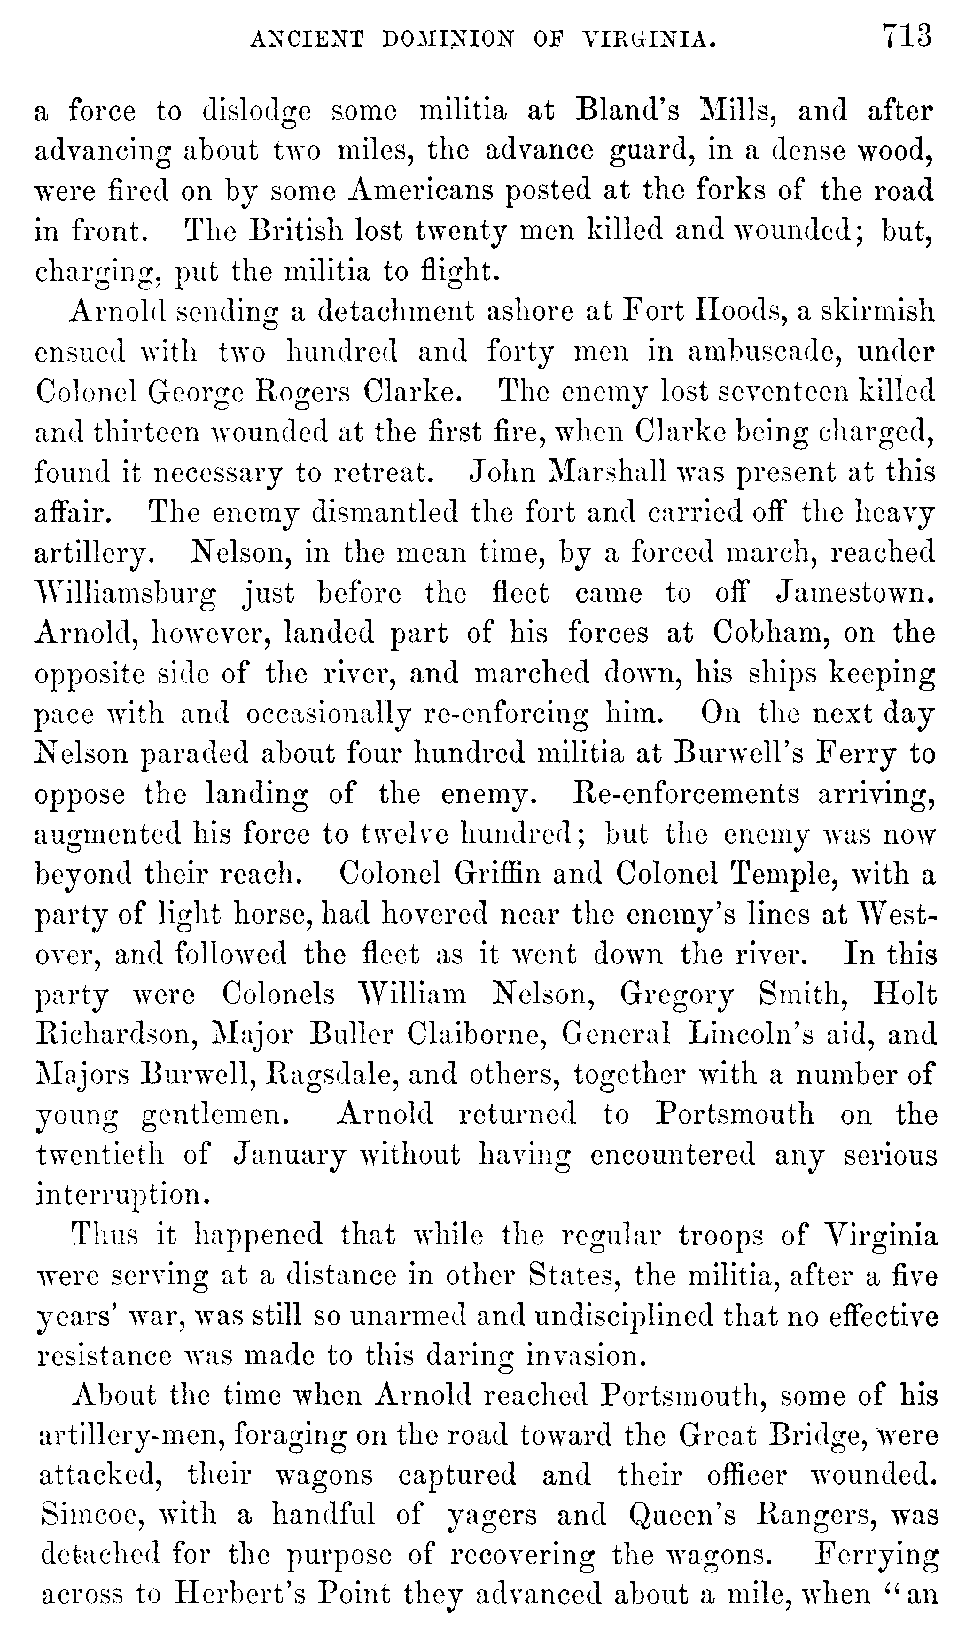 ANCIENT DOMINION OF VIRGINIA. 713
a force to dislodge some militia at Bland's Mills, and after
advancing about two miles, the advance guard, in a dense wood,
were fired on by some Americans posted at the forks of the road
in front. The British lost twenty men killed and wounded; but,
charging, put the militia to flight.
Arnold sending a detachment ashore at Fort Hoods, a skirmish
ensued with two hundred and forty men in ambuscade, under
Colonel George Rogers Clarke. The enemy lost seventeen killed
and thirteen wounded at the first fire, when Clarke being charged,
found it necessary to retreat. John Marshall was present at this
affair. The enemy dismantled the fort and carried off the heavy
artillery. Nelson, in the mean time, by a forced march, reached
Williamsburg just before the fleet came to off Jamestown.
Arnold, however, landed part of his forces at Cobham, on the
opposite side of the river, and marched down, his ships keeping
pace with and occasionally re-enforcing him. On the next day
Nelson paraded about four hundred militia at Burwell's Ferry to
oppose the landing of the enemy. Re-enforcements arriving,
augmented his force to twelve hundred; but the enemy was now
beyond their reach. Colonel Griffin and Colonel Temple, with a
party of light horse, had hovered near the enemy's lines at West-
over, and followed the fleet as it went down the river. In this
party were Colonels William Nelson, Gregory Smith, Holt
Richardson, Major Buller Claiborne, General Lincoln's aid, and
Majors Burwell, Ragsdale, and others, together with a number of
young gentlemen. Arnold returned to Portsmouth on the
twentieth of January without having encountered any serious
interruption.
Thus it happened that while the regular troops of Virginia
were serving at a distance in other States, the militia, after a five
years' war, was still so unarmed and undisciplined that no effective
resistance was made to this daring invasion.
About the time when Arnold reached Portsmouth, some of his
artillery-men, foraging on the road toward the Great Bridge, were
attacked, their wagons captured and their officer wounded.
Simcoe, with a handful of yagers and Queen's Rangers, was
detached for the purpose of recovering the wagons. Ferrying
across to Herbert's Point they advanced about a mile, when "an